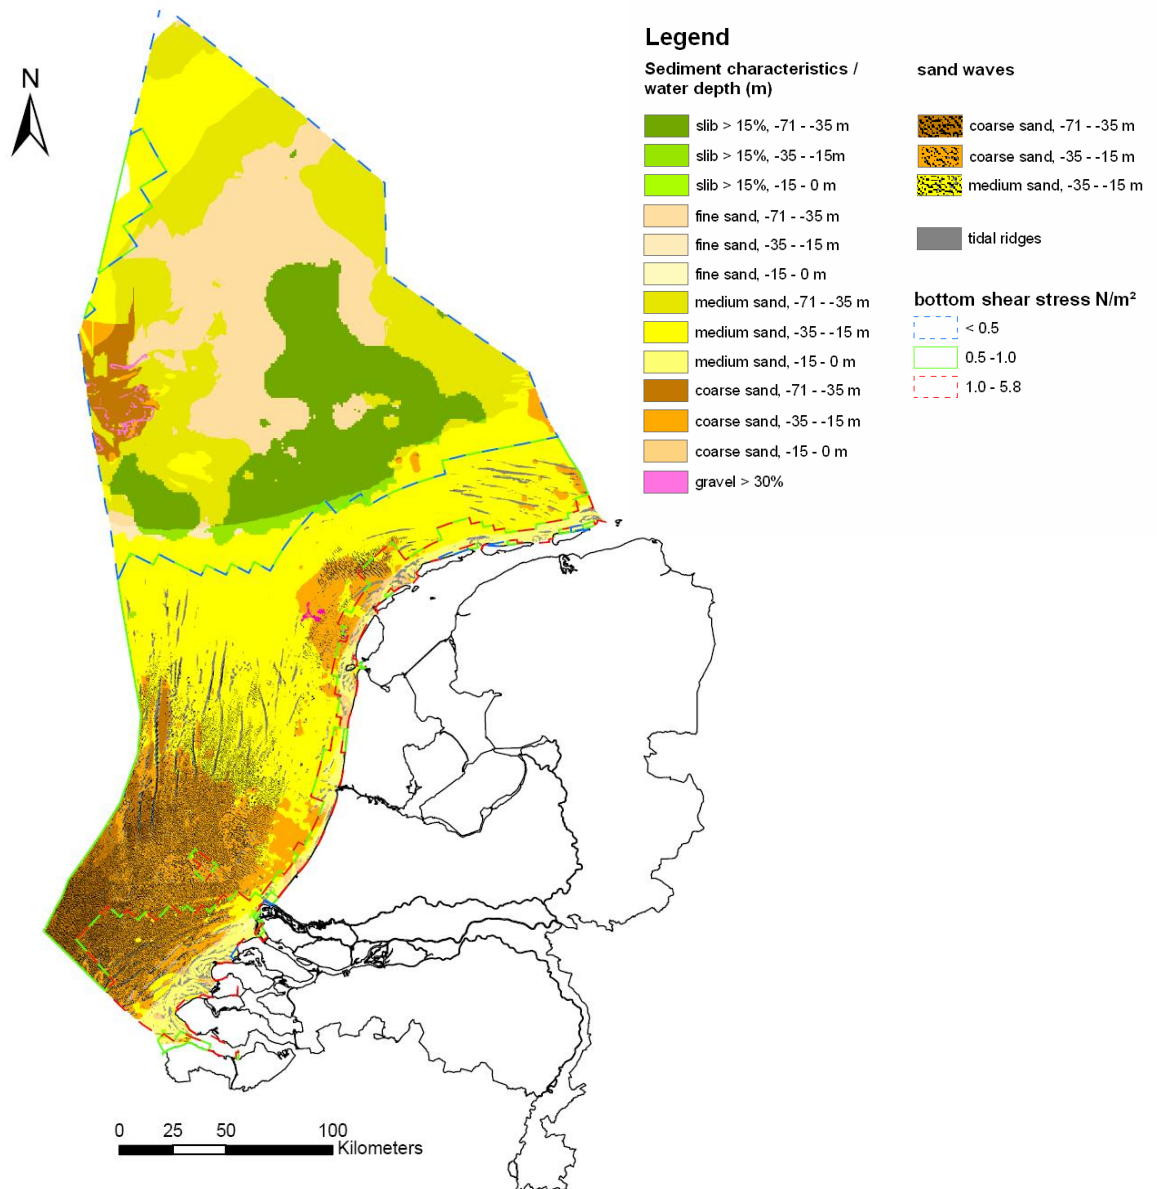 N
Legend
Sediment characteristics /
water depth (m)
slib > 15%, -71 - -35 m
slib > 15%, -35 - -15m
slib > 15%, -15 - 0 m
fine sand, -71 - -35 m
fine sand, -35 - -15 m
fine sand, -15 - 0 m
medium sand, -71 - -35 m
medium sand, -35 - -15 m
medium sand, -15 - 0 m
coarse sand, -71 - -35 m
coarse sand, -35 - -15 m
coarse sand, -15 - 0 m
gravel > 30%
sand waves
coarse sand, -71 - -35 m
coarse sand, -35 - -15 m
medium sand, -35 - -15 m
tidal ridges
bottom shear stress N/m²
< 0.5
0.5 -1.0
1.0 - 5.8
0 25 50 100
Kilometers